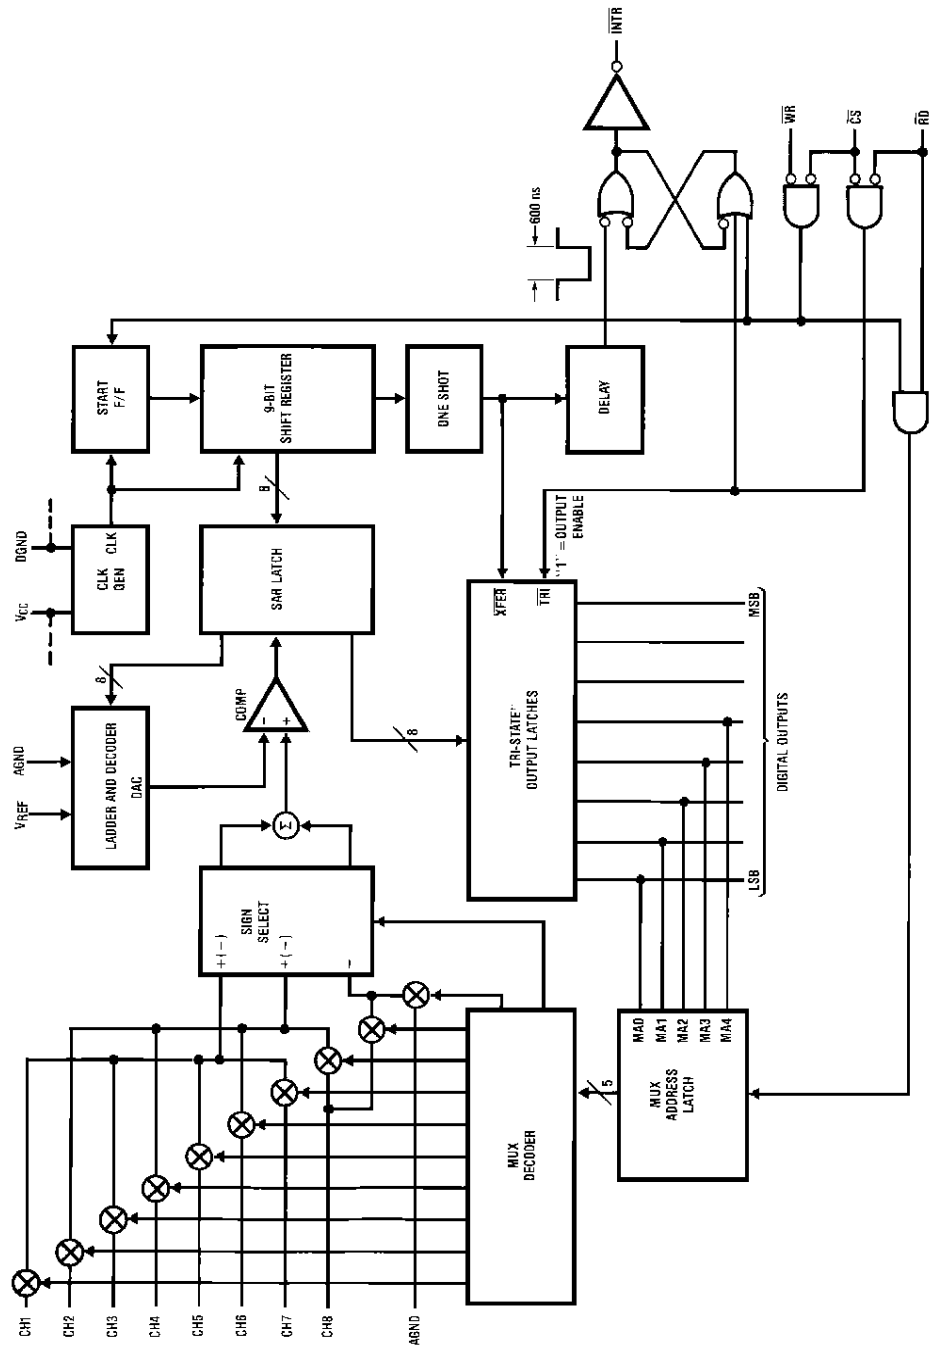 CH1
CH2
CH3
CH4
CH5
CH6
CH7
CH8
AGND
MUX
DECODER
5
MUX
ADDRESS
LATCH
MA0
MA1
MA2
MA3
MA4
SIGN
SELECT
+(−)
+(−)
−
Σ
VREF
AGND
LADDER AND DECODER
DAC
8
COMP
−
+
VCC
DGND
CLK
GEN
CLK
SAR LATCH
8
START
F/F
9-BIT
SHIFT REGISTER
8
ONE SHOT
DELAY
600 ns
TRI-STATE®
OUTPUT LATCHES
XFER
TRI
"1" = OUTPUT
ENABLE
LSB
MSB
DIGITAL OUTPUTS
INTR
WR
CS
RD